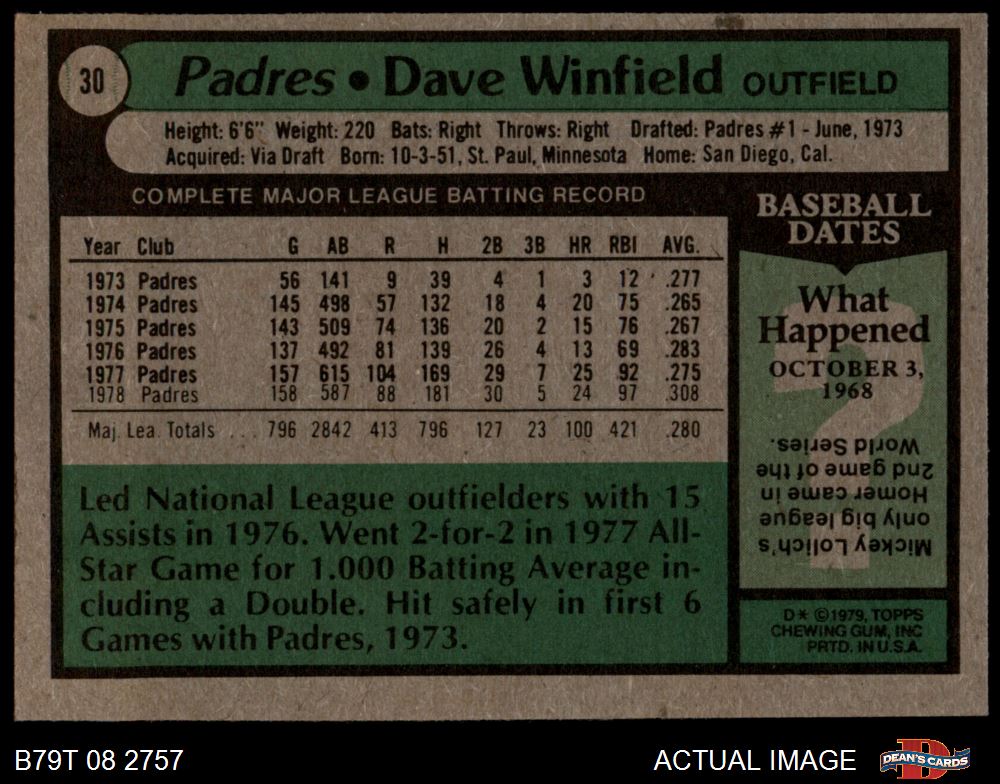 30
Padres • Dave Winfield OUTFIELD
Height: 6'6" Weight: 220 Bats: Right Throws: Right Drafted: Padres #1 - June, 1973
Acquired: Via Draft Born: 10-3-51, St. Paul, Minnesota Home: San Diego, Cal.
COMPLETE MAJOR LEAGUE BATTING RECORD
Year Club G AB R H 2B 3B HR RBI AVG.
1973 Padres 56 141 9 39 4 1 3 12 .277
1974 Padres 145 498 57 132 18 4 20 75 .265
1975 Padres 143 509 74 136 20 2 15 76 .267
1976 Padres 137 492 81 139 26 4 13 69 .283
1977 Padres 157 615 104 169 29 7 25 92 .275
1978 Padres 158 587 88 181 30 5 24 97 .308
Maj. Lea. Totals ... 796 2842 413 796 127 23 100 421 .280
Led National League outfielders with 15
Assists in 1976. Went 2-for-2 in 1977 All-
Star Game for 1.000 Batting Average in-
cluding a Double. Hit safely in first 6
Games with Padres, 1973.
BASEBALL
DATES
?
What
Happened
OCTOBER 3,
1968
Mickey Lolich's
only big league
Homer came in
2nd game of the
World Series.
D* ©1979, TOPPS
CHEWING GUM, INC
PRTD. IN U.S.A.
B79T 08 2757
ACTUAL IMAGE
DEAN'S CARDS